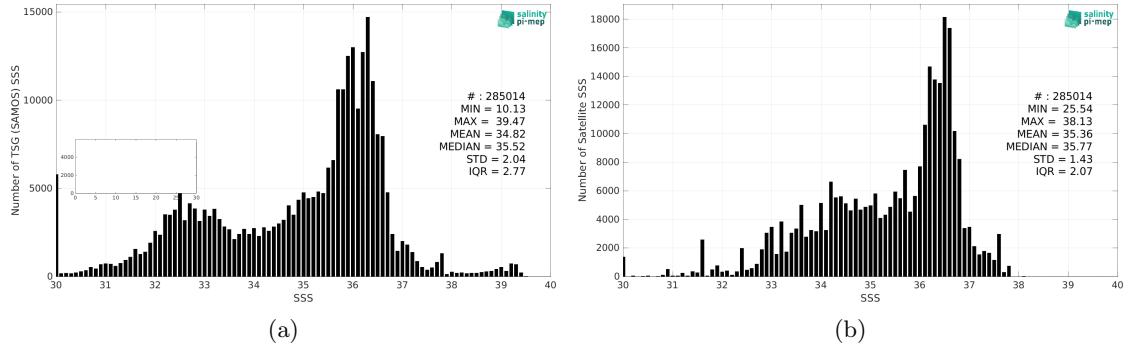 15000
10000
5000
0
30
31
32
33
34
35
36
37
38
39
40
SSS
Number of TSG (SAMOS) SSS
4000
2000
0
0
5
10
15
20
25
30
salinity
pi-mep
# : 285014
MIN = 10.13
MAX = 39.47
MEAN = 34.82
MEDIAN = 35.52
STD = 2.04
IQR = 2.77
(a)
18000
16000
14000
12000
10000
8000
6000
4000
2000
0
30
31
32
33
34
35
36
37
38
39
40
SSS
Number of Satellite SSS
salinity
pi-mep
# : 285014
MIN = 25.54
MAX = 38.13
MEAN = 35.36
MEDIAN = 35.77
STD = 1.43
IQR = 2.07
(b)